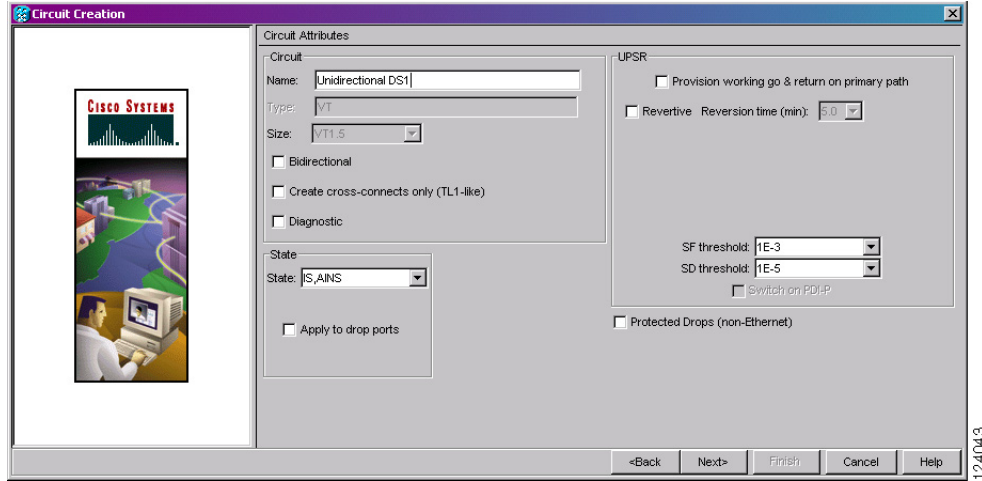 Circuit Creation
CISCO SYSTEMS
Circuit Attributes
Circuit
Name: Unidirectional DS1
Type: VT
Size: VT1.5
Bidirectional
Create cross-connects only (TL1-like)
Diagnostic
State
State: IS,AINS
Apply to drop ports
UPSR
Provision working go & return on primary path
Revertive Reversion time (min): 5.0
SF threshold: 1E-3
SD threshold: 1E-5
Switch on PDI-P
Protected Drops (non-Ethernet)
<Back Next> Finish Cancel Help
124043